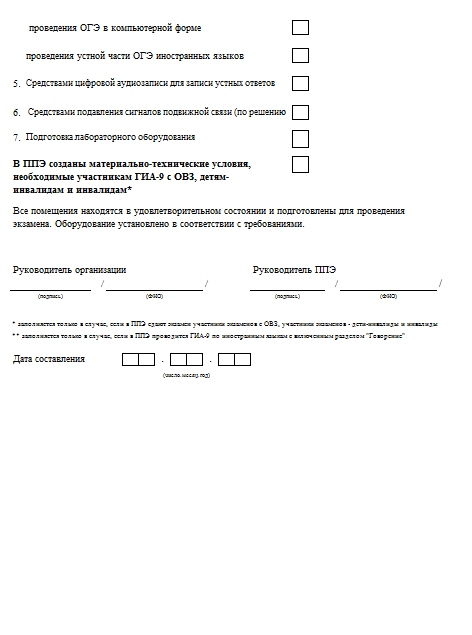 проведения ОГЭ в компьютерной форме
проведения устной части ОГЭ иностранных языков
5. Средствами цифровой аудиозаписи для записи устных ответов
6. Средствами подавления сигналов подвижной связи (по решению
7. Подготовка лабораторного оборудования
В ППЭ созданы материально-технические условия,
необходимые участникам ГИА-9 с ОВЗ, детям-
инвалидам и инвалидам*
Все помещения находятся в удовлетворительном состоянии и подготовлены для проведения
экзамена. Оборудование установлено в соответствии с требованиями.
Руководитель организации Руководитель ППЭ
/ / / /
(подпись) (ФИО) (подпись) (ФИО)
* заполняется только в случае, если в ППЭ сдают экзамен участники экзаменов с ОВЗ, участники экзаменов - дети-инвалиды и инвалиды
** заполняется только в случае, если в ППЭ проводится ГИА-9 по иностранным языкам с включенным разделом "Говорение"
Дата составления . .
(число.месяц.год)